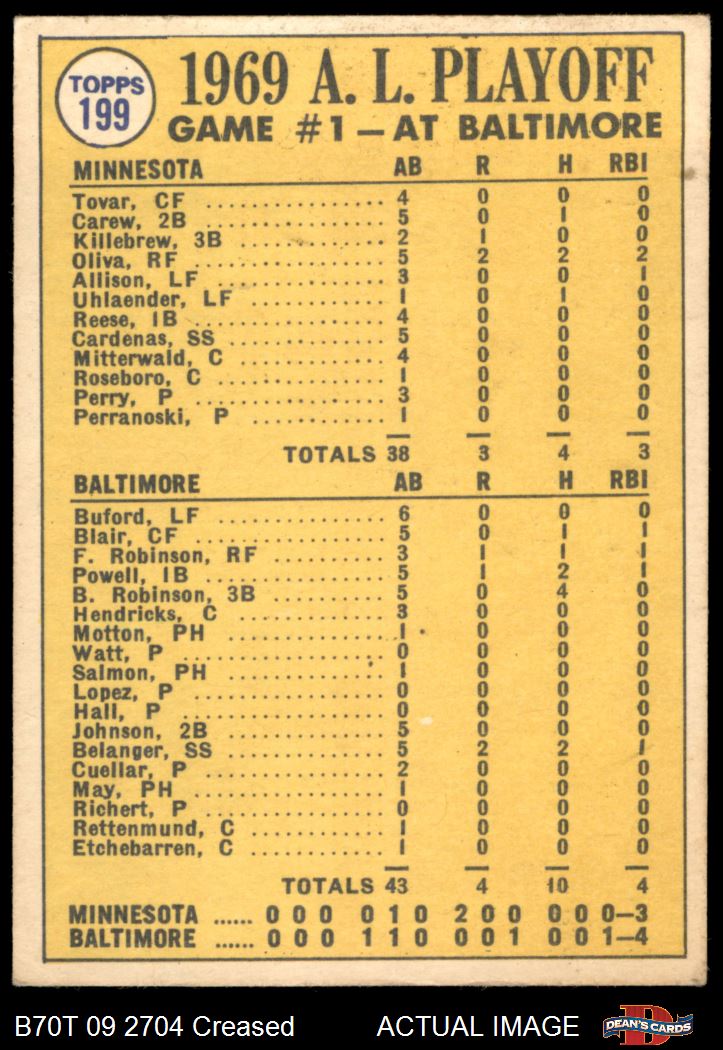 TOPPS
199
1969 A. L. PLAYOFF
GAME #1 — AT BALTIMORE
MINNESOTA AB R H RBI
Tovar, CF .................. 4 0 0 0
Carew, 2B .................. 5 0 1 0
Killebrew, 3B .............. 2 1 0 0
Oliva, RF .................. 5 2 2 2
Allison, LF ................ 3 0 0 1
Uhlaender, LF .............. 1 0 1 0
Reese, 1B .................. 4 0 0 0
Cardenas, SS ............... 5 0 0 0
Mitterwald, C .............. 4 0 0 0
Roseboro, C ................ 1 0 0 0
Perry, P ................... 3 0 0 0
Perranoski, P .............. 1 0 0 0
TOTALS 38 3 4 3
BALTIMORE AB R H RBI
Buford, LF ................. 6 0 0 0
Blair, CF .................. 5 0 1 1
F. Robinson, RF ............ 3 1 1 1
Powell, 1B ................. 5 1 2 1
B. Robinson, 3B ............ 5 0 4 0
Hendricks, C ............... 3 0 0 0
Motton, PH ................. 1 0 0 0
Watt, P .................... 0 0 0 0
Salmon, PH ................. 1 0 0 0
Lopez, P ................... 0 0 0 0
Hall, P .................... 0 0 0 0
Johnson, 2B ................ 5 0 0 0
Belanger, SS ............... 5 2 2 1
Cuellar, P ................. 2 0 0 0
May, PH .................... 1 0 0 0
Richert, P ................. 0 0 0 0
Rettenmund, C .............. 1 0 0 0
Etchebarren, C ............. 1 0 0 0
TOTALS 43 4 10 4
MINNESOTA ...... 0 0 0 0 1 0 2 0 0 0 0 0—3
BALTIMORE ...... 0 0 0 1 1 0 0 0 1 0 0 1—4
B70T 09 2704 Creased ACTUAL IMAGE DEAN'S CARDS